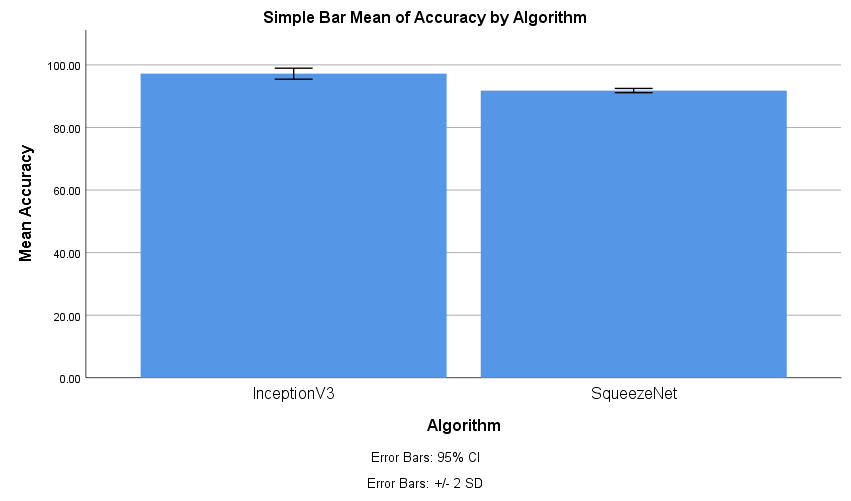 Simple Bar Mean of Accuracy by Algorithm
Mean Accuracy
100.00
80.00
60.00
40.00
20.00
0.00
InceptionV3 SqueezeNet
Algorithm
Error Bars: 95% CI
Error Bars: +/- 2 SD